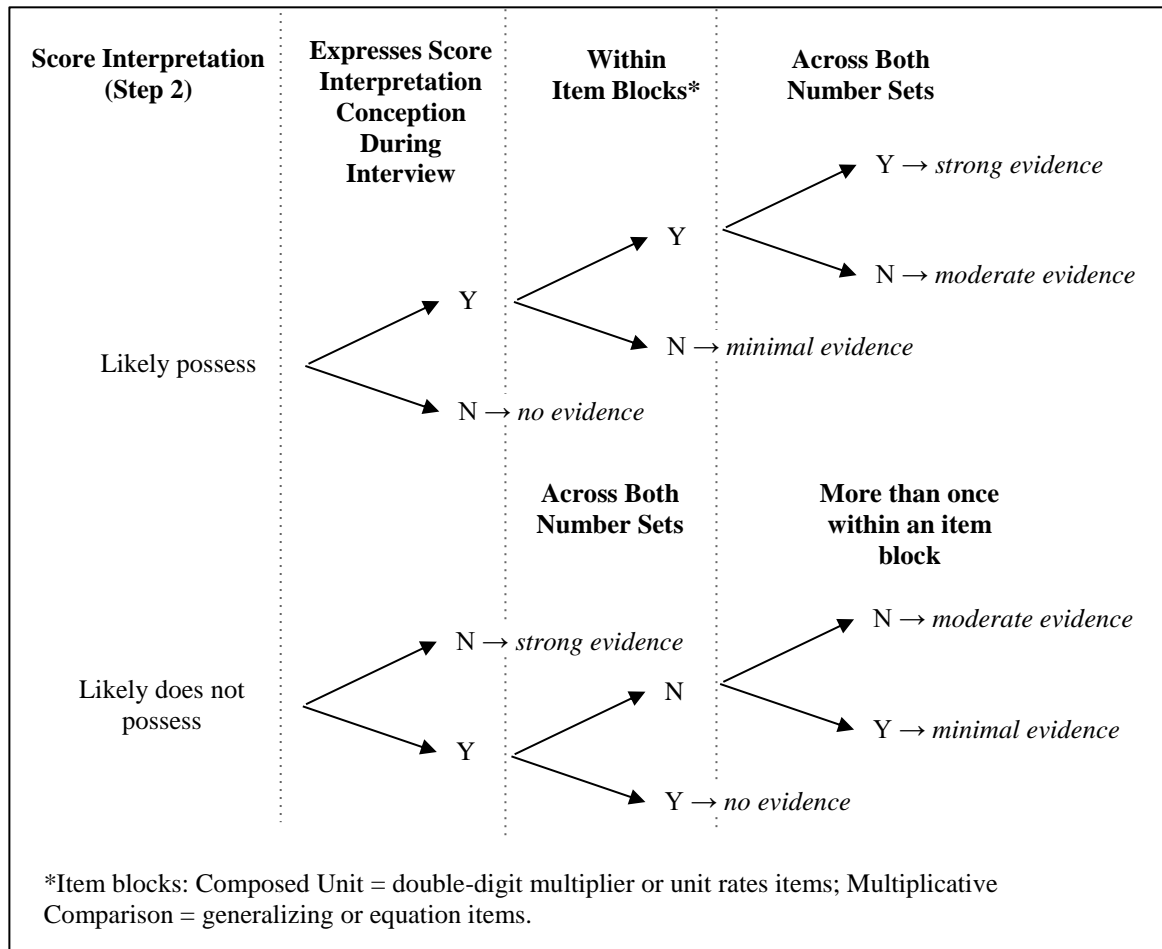 Score Interpretation
(Step 2)
Expresses Score
Interpretation
Conception
During
Interview
Within
Item Blocks*
Across Both
Number Sets
Y → strong evidence
Y
N → moderate evidence
Y
N → minimal evidence
Likely possess
N → no evidence
Across Both
Number Sets
More than once
within an item
block
N → moderate evidence
N → strong evidence
N
Likely does not
possess
Y → minimal evidence
Y
Y → no evidence
*Item blocks: Composed Unit = double-digit multiplier or unit rates items; Multiplicative
Comparison = generalizing or equation items.